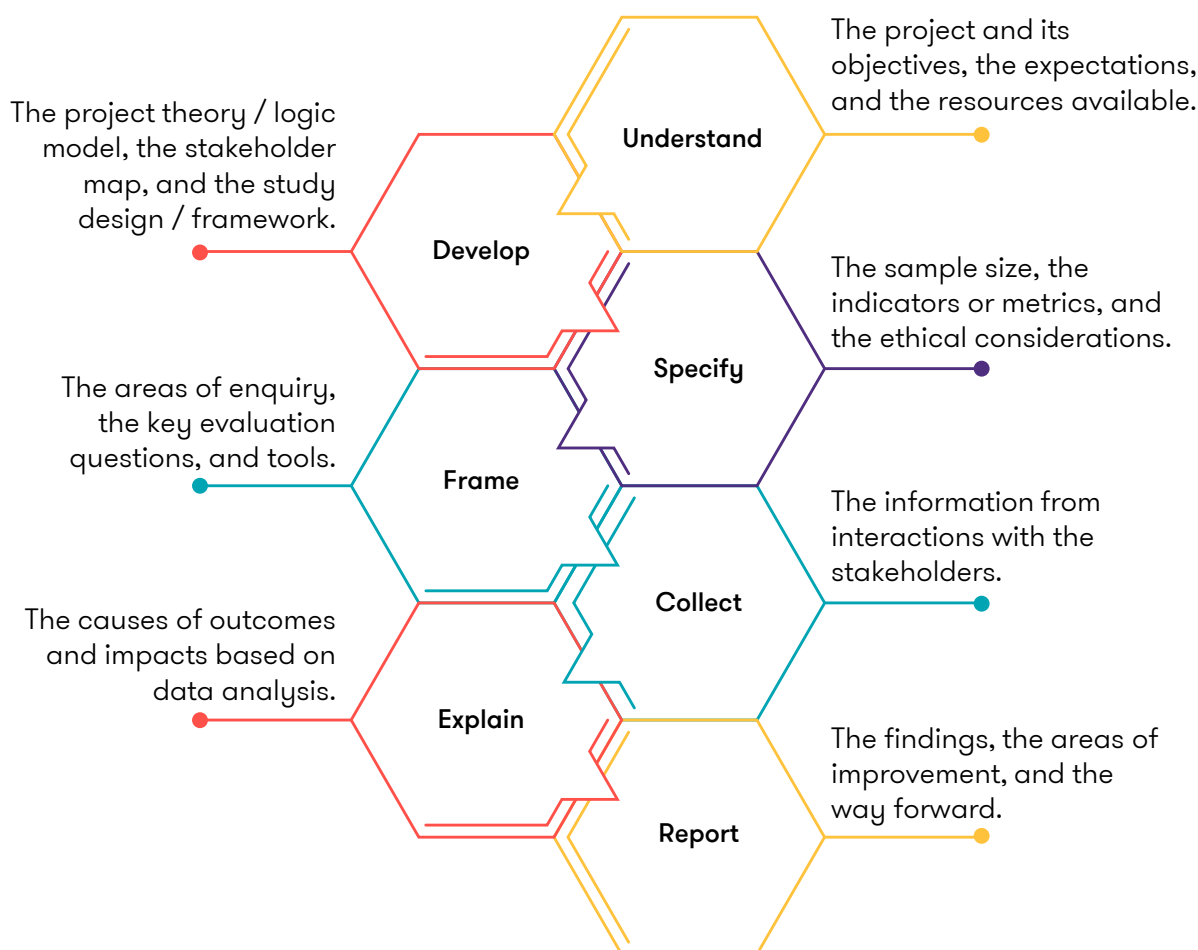 Understand
The project and its
objectives, the expectations,
and the resources available.
Develop
The project theory / logic
model, the stakeholder
map, and the study
design / framework.
Specify
The sample size, the
indicators or metrics, and
the ethical considerations.
Frame
The areas of enquiry,
the key evaluation
questions, and tools.
Collect
The information from
interactions with the
stakeholders.
Explain
The causes of outcomes
and impacts based on
data analysis.
Report
The findings, the areas of
improvement, and the
way forward.